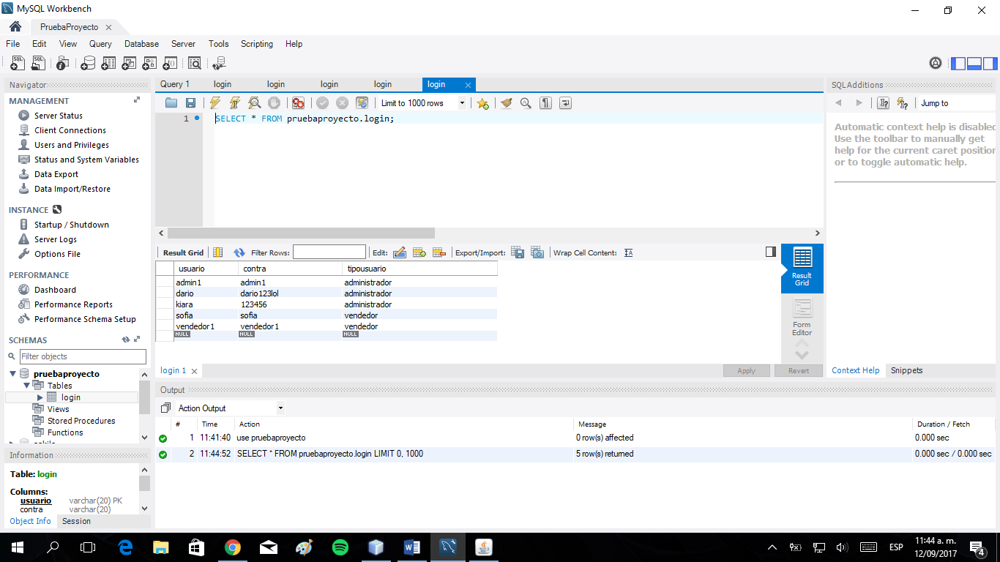 MySQL Workbench
PruebaProyecto
File Edit View Query Database Server Tools Scripting Help
Navigator
MANAGEMENT
Server Status
Client Connections
Users and Privileges
Status and System Variables
Data Export
Data Import/Restore
INSTANCE
Startup / Shutdown
Server Logs
Options File
PERFORMANCE
Dashboard
Performance Reports
Performance Schema Setup
SCHEMAS
Filter objects
pruebaproyecto
Tables
login
Views
Stored Procedures
Functions
Information
Table: login
Columns:
usuario varchar(20) PK
contra varchar(20)
Object Info Session
Query 1 login login login login login
Limit to 1000 rows
1 SELECT * FROM pruebaproyecto.login;
Result Grid Filter Rows: Edit: Export/Import: Wrap Cell Content:
usuario contra tipousuario
admin1 admin1 administrador
dario dario123lol administrador
kiara 123456 administrador
sofia sofia vendedor
vendedor1 vendedor1 vendedor
NULL NULL NULL
Result
Grid
Form
Editor
login 1 Apply Revert
SQLAdditions
Jump to
Automatic context help is disabled
Use the toolbar to manually get
help for the current caret position
or to toggle automatic help.
Context Help Snippets
Output
Action Output
# Time Action Message Duration / Fetch
1 11:41:40 use pruebaproyecto 0 row(s) affected 0.000 sec
2 11:44:52 SELECT * FROM pruebaproyecto.login LIMIT 0, 1000 5 row(s) returned 0.000 sec / 0.000 sec
ESP
11:44 a. m.
12/09/2017
4